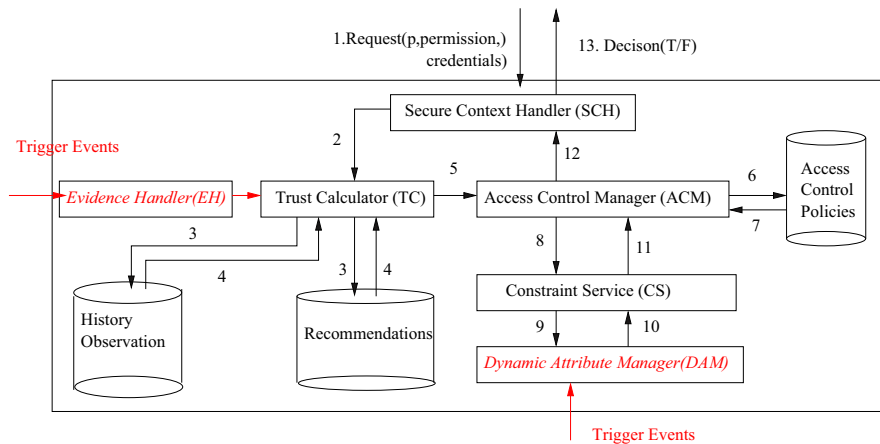 1.Request(p,permission,)
credentials)
13. Decison(T/F)
Secure Context Handler (SCH)
2
12
Trigger Events
Evidence Handler(EH)
Trust Calculator (TC)
5
Access Control Manager (ACM)
6
7
Access
Control
Policies
3
4
3
4
8
11
History
Observation
Recommendations
Constraint Service (CS)
9
10
Dynamic Attribute Manager(DAM)
Trigger Events